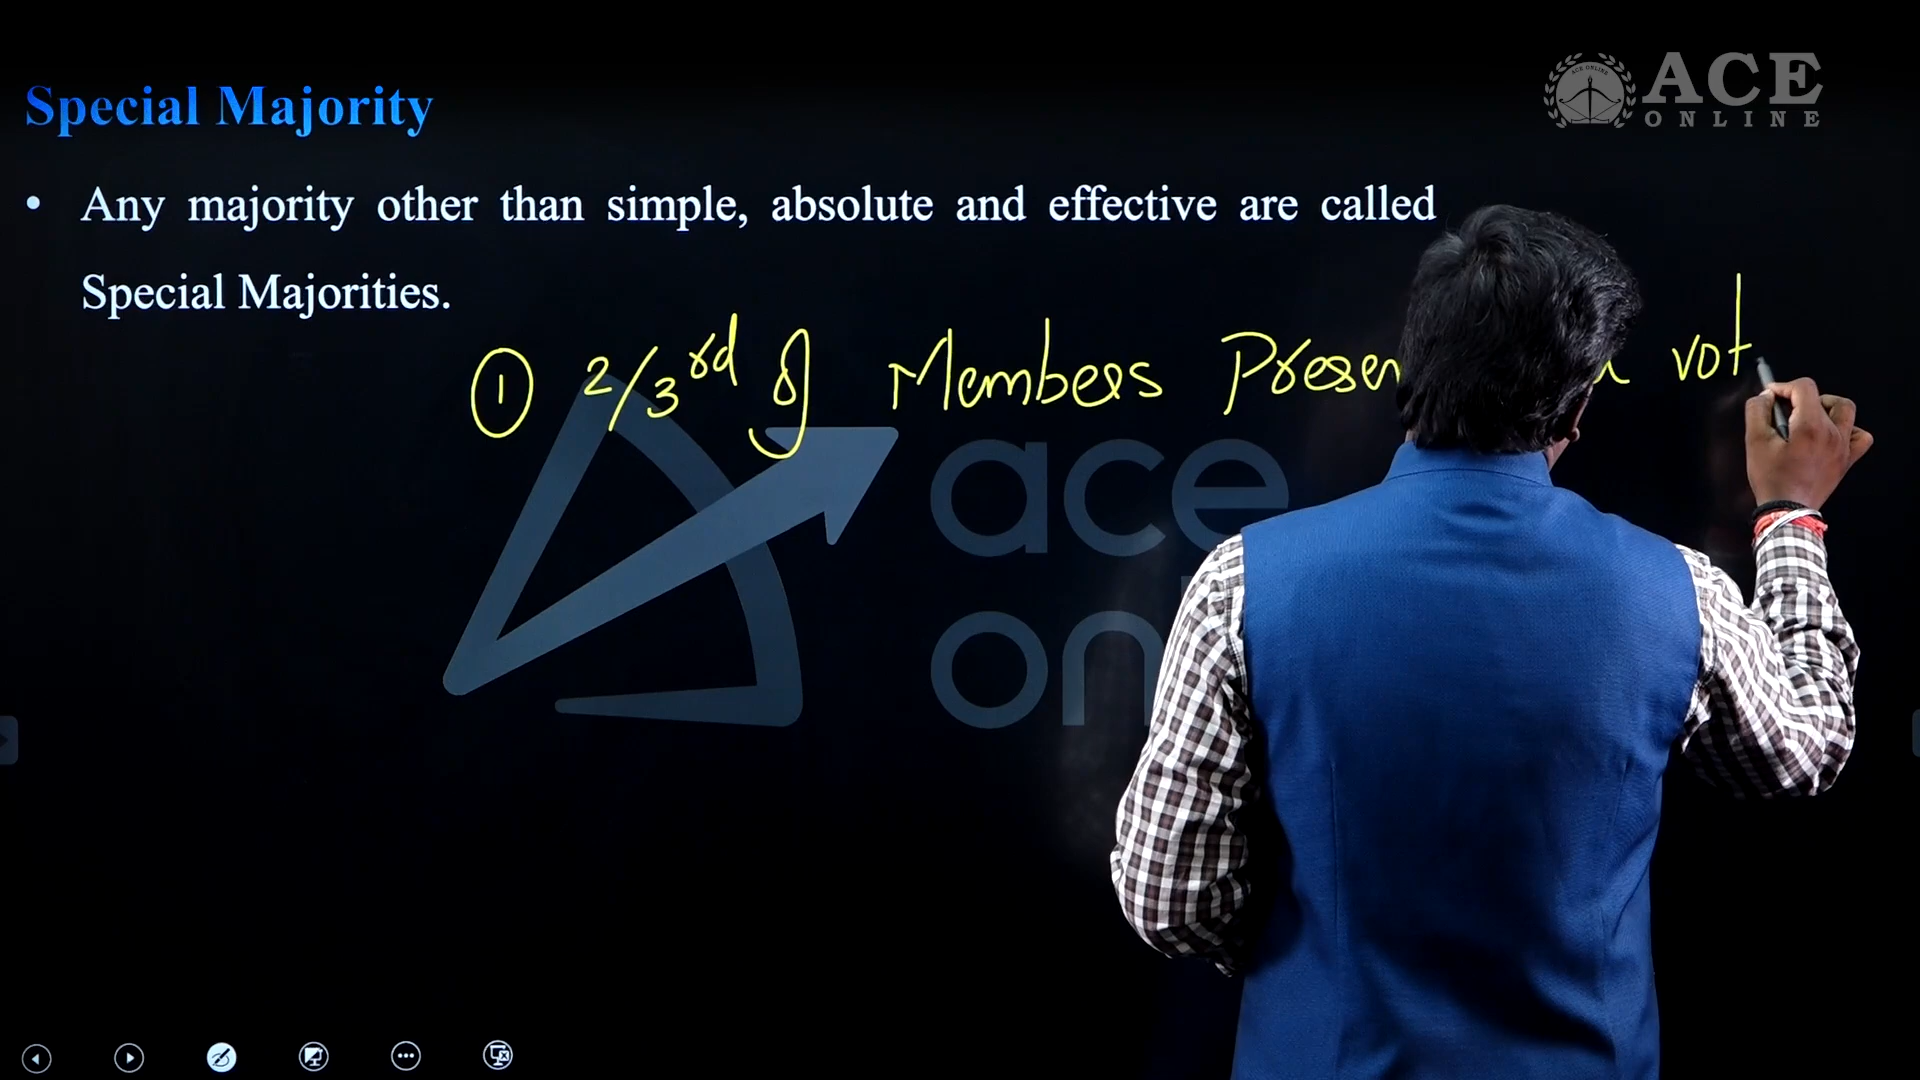 ACE
ONLINE
Special Majority
• Any majority other than simple, absolute and effective are called
Special Majorities.
① 2/3rd of Members Presen vot
ace
on